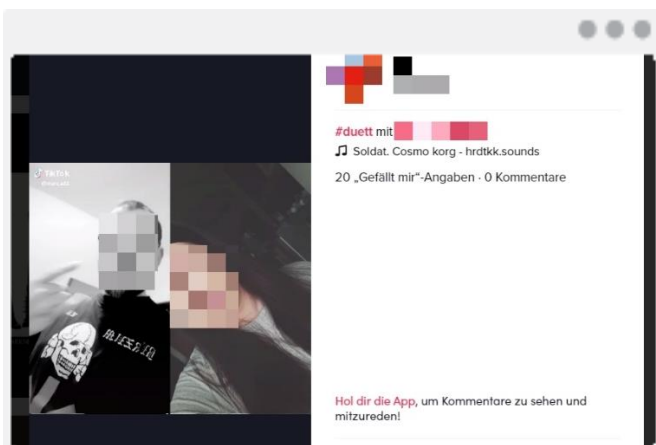 #duett mit
Soldat. Cosmo korg - hrdtkk.sounds
20 „Gefällt mir“-Angaben · 0 Kommentare
TikTok
Hol dir die App, um Kommentare zu sehen und
mitzureden!